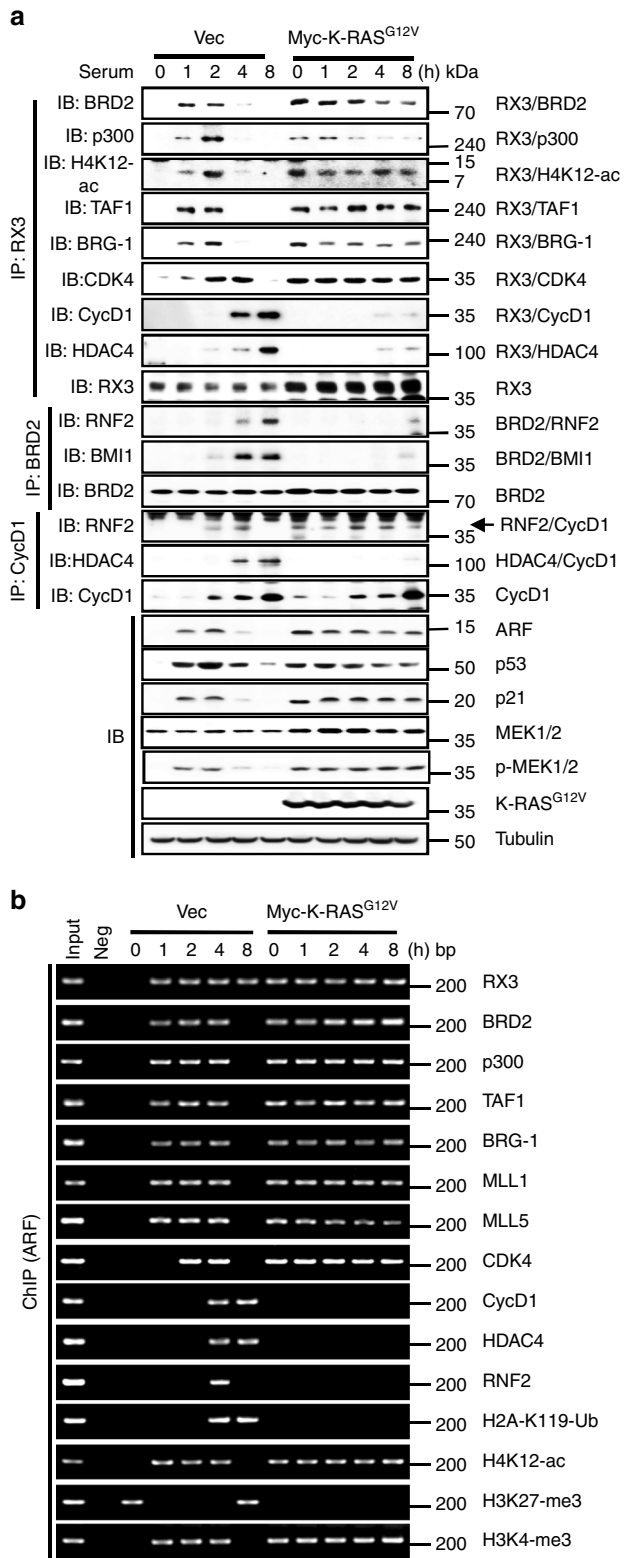 a
Vec Myc-K-RASG12V
Serum 0 1 2 4 8 0 1 2 4 8 (h) kDa
IP: RX3
IB: BRD2 70 RX3/BRD2
IB: p300 240 RX3/p300
IB: H4K12-ac 15 7 RX3/H4K12-ac
IB: TAF1 240 RX3/TAF1
IB: BRG-1 240 RX3/BRG-1
IB:CDK4 35 RX3/CDK4
IB: CycD1 35 RX3/CycD1
IB: HDAC4 100 RX3/HDAC4
IB: RX3 35 RX3
IP: BRD2
IB: RNF2 35 BRD2/RNF2
IB: BMI1 35 BRD2/BMI1
IB: BRD2 70 BRD2
IP: CycD1
IB: RNF2 35 RNF2/CycD1
IB:HDAC4 100 HDAC4/CycD1
IB: CycD1 35 CycD1
IB
15 ARF
50 p53
20 p21
35 MEK1/2
35 p-MEK1/2
35 K-RASG12V
50 Tubulin
b
Input Neg Vec Myc-K-RASG12V
0 1 2 4 8 0 1 2 4 8 (h) bp
ChIP (ARF)
200 RX3
200 BRD2
200 p300
200 TAF1
200 BRG-1
200 MLL1
200 MLL5
200 CDK4
200 CycD1
200 HDAC4
200 RNF2
200 H2A-K119-Ub
200 H4K12-ac
200 H3K27-me3
200 H3K4-me3